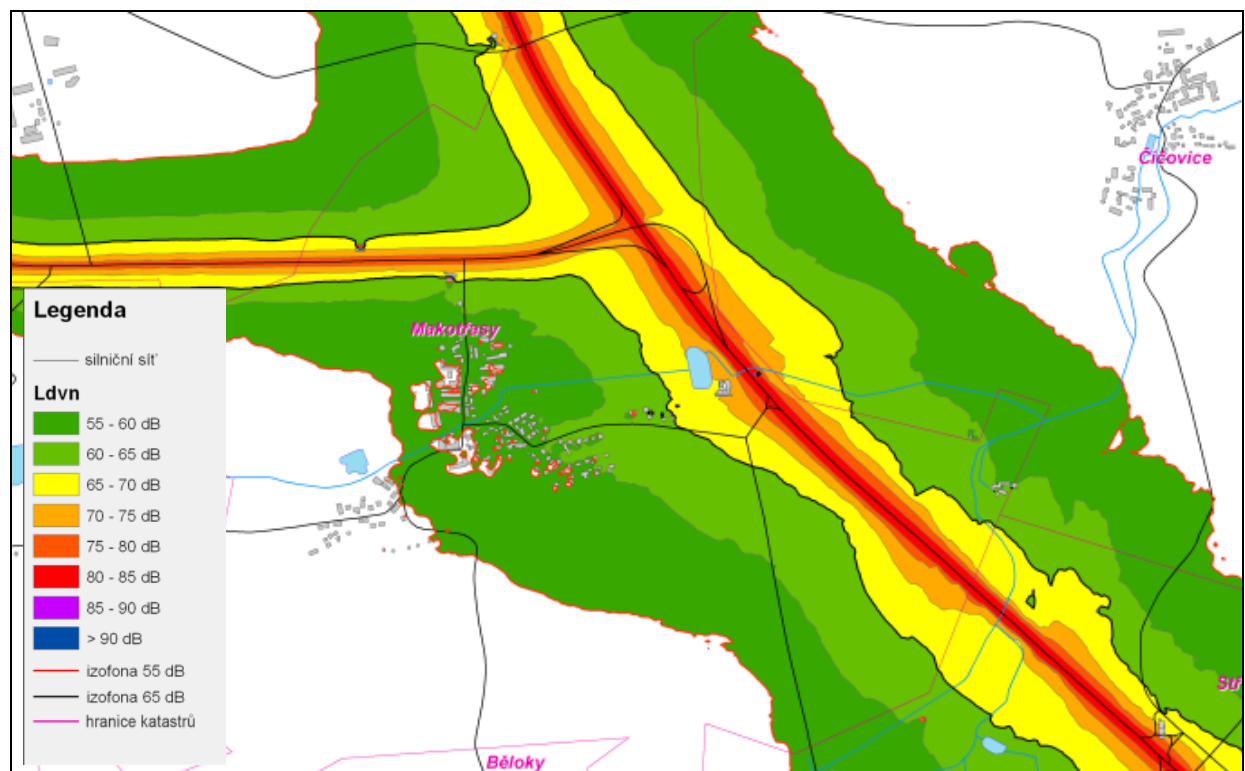 Čičovice
Legenda
silniční síť
Makotřasy
Ldvn
55 - 60 dB
60 - 65 dB
65 - 70 dB
70 - 75 dB
75 - 80 dB
80 - 85 dB
85 - 90 dB
> 90 dB
izofona 55 dB
izofona 65 dB
hranice katastrů
Stř
Běloky